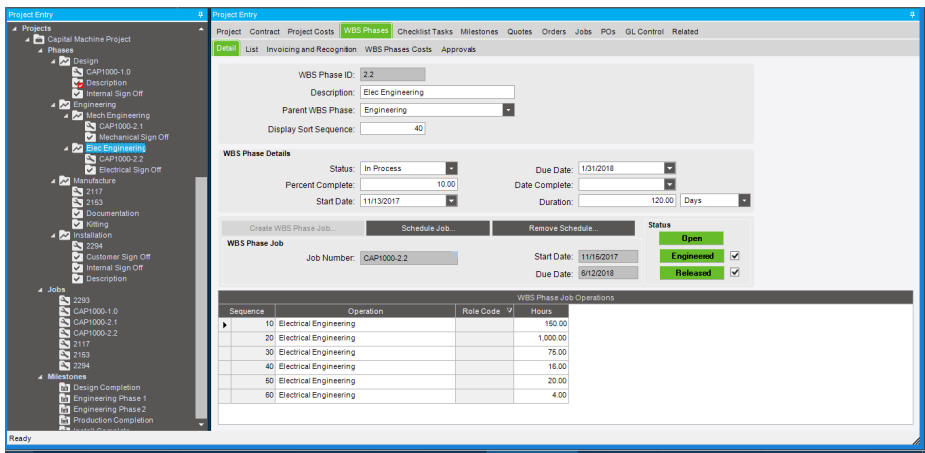 Project Entry
Project Entry
Projects
Capital Machine Project
Phases
Design
CAP1000-1.0
Description
Internal Sign Off
Engineering
Mech Engineering
CAP1000-2.1
Mechanical Sign Off
Elec Engineering
CAP1000-2.2
Electrical Sign Off
Manufacture
2117
2153
Documentation
Kitting
Installation
2294
Customer Sign Off
Internal Sign Off
Description
Jobs
2293
CAP1000-1.0
CAP1000-2.1
CAP1000-2.2
2117
2153
2294
Milestones
Design Completion
Engineering Phase 1
Engineering Phase 2
Production Completion
Install Complete
Project Contract Project Costs WBS Phases Checklist Tasks Milestones Quotes Orders Jobs POs GL Control Related
Detail List Invoicing and Recognition WBS Phases Costs Approvals
WBS Phase ID: 2.2
Description: Elec Engineering
Parent WBS Phase: Engineering
Display Sort Sequence: 40
WBS Phase Details
Status: In Process Due Date: 1/31/2018
Percent Complete: 10.00 Date Complete:
Start Date: 11/13/2017 Duration: 120.00 Days
Create WBS Phase Job... Schedule Job... Remove Schedule... Status
Open
WBS Phase Job
Job Number: CAP1000-2.2 Start Date: 11/15/2017 Engineered
Due Date: 6/12/2018 Released
WBS Phase Job Operations
Sequence Operation Role Code Hours
10 Electrical Engineering 150.00
20 Electrical Engineering 1,000.00
30 Electrical Engineering 75.00
40 Electrical Engineering 16.00
50 Electrical Engineering 20.00
60 Electrical Engineering 4.00
Ready